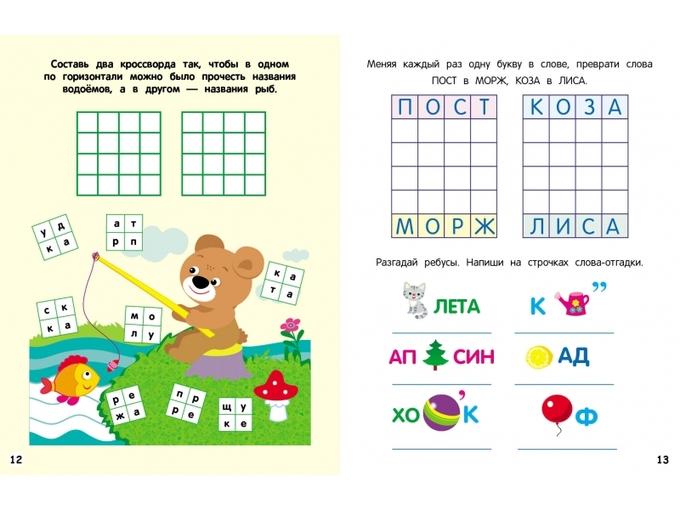 Составь два кроссворда так, чтобы в одном
по горизонтали можно было прочесть названия
водоёмов, а в другом — названия рыб.
у д
к а
а т
р п
к а
т а
с к
к а
м о
л у
р е
ж а
п р
р е
щ у
к е
12
Меняя каждый раз одну букву в слове, преврати слова
ПОСТ в МОРЖ, КОЗА в ЛИСА.
П О С Т К О З А
М О Р Ж Л И С А
Разгадай ребусы. Напиши на строчках слова-отгадки.
ЛЕТА К ”
АП СИН АД
ХО ’К Ф
13